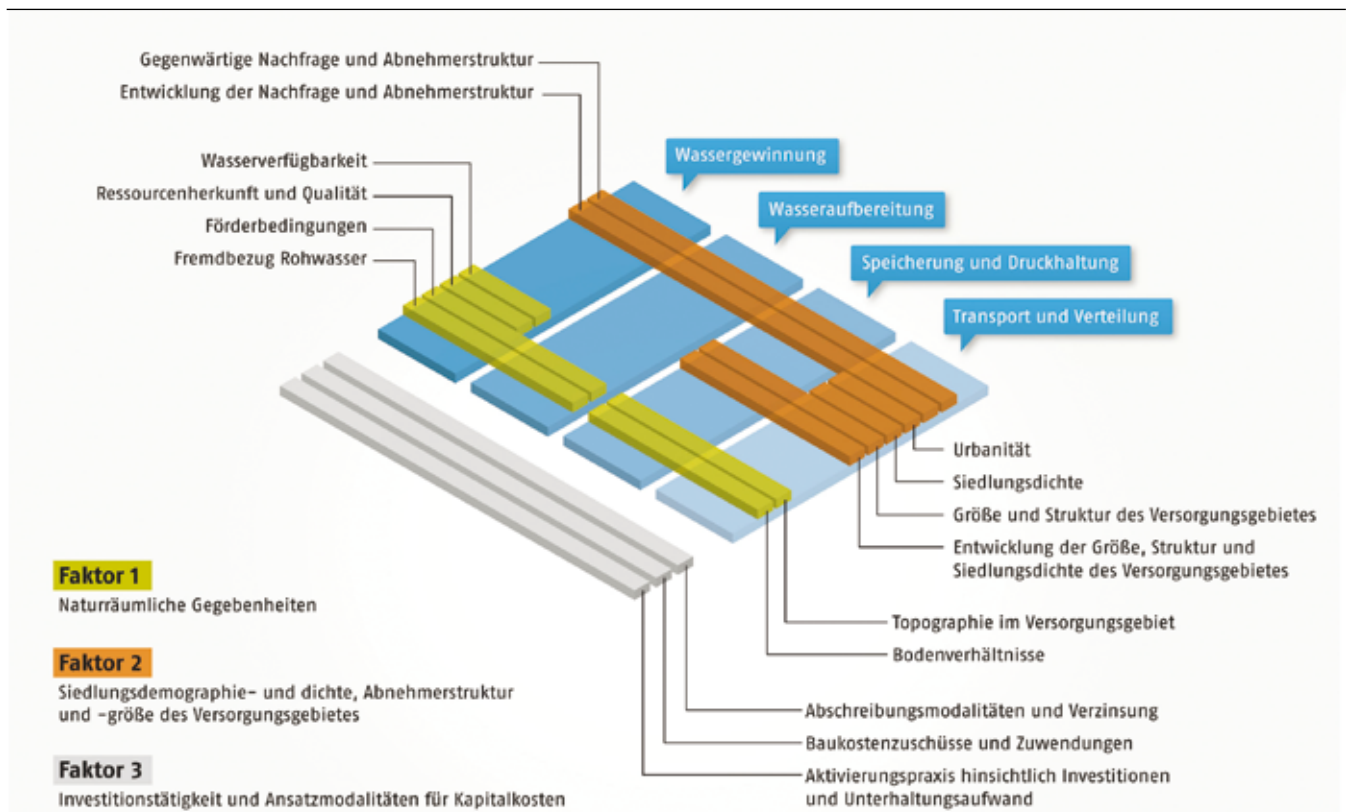 Gegenwärtige Nachfrage und Abnehmerstruktur
Entwicklung der Nachfrage und Abnehmerstruktur
Wasserverfügbarkeit
Ressourcenherkunft und Qualität
Förderbedingungen
Fremdbezug Rohwasser
Wassergewinnung
Wasseraufbereitung
Speicherung und Druckhaltung
Transport und Verteilung
Urbanität
Siedlungsdichte
Größe und Struktur des Versorgungsgebietes
Entwicklung der Größe, Struktur und
Siedlungsdichte des Versorgungsgebietes
Topographie im Versorgungsgebiet
Bodenverhältnisse
Abschreibungsmodalitäten und Verzinsung
Baukostenzuschüsse und Zuwendungen
Aktivierungspraxis hinsichtlich Investitionen
und Unterhaltungsaufwand
Faktor 1
Naturräumliche Gegebenheiten
Faktor 2
Siedlungsdemographie- und dichte, Abnehmerstruktur
und -größe des Versorgungsgebietes
Faktor 3
Investitionstätigkeit und Ansatzmodalitäten für Kapitalkosten